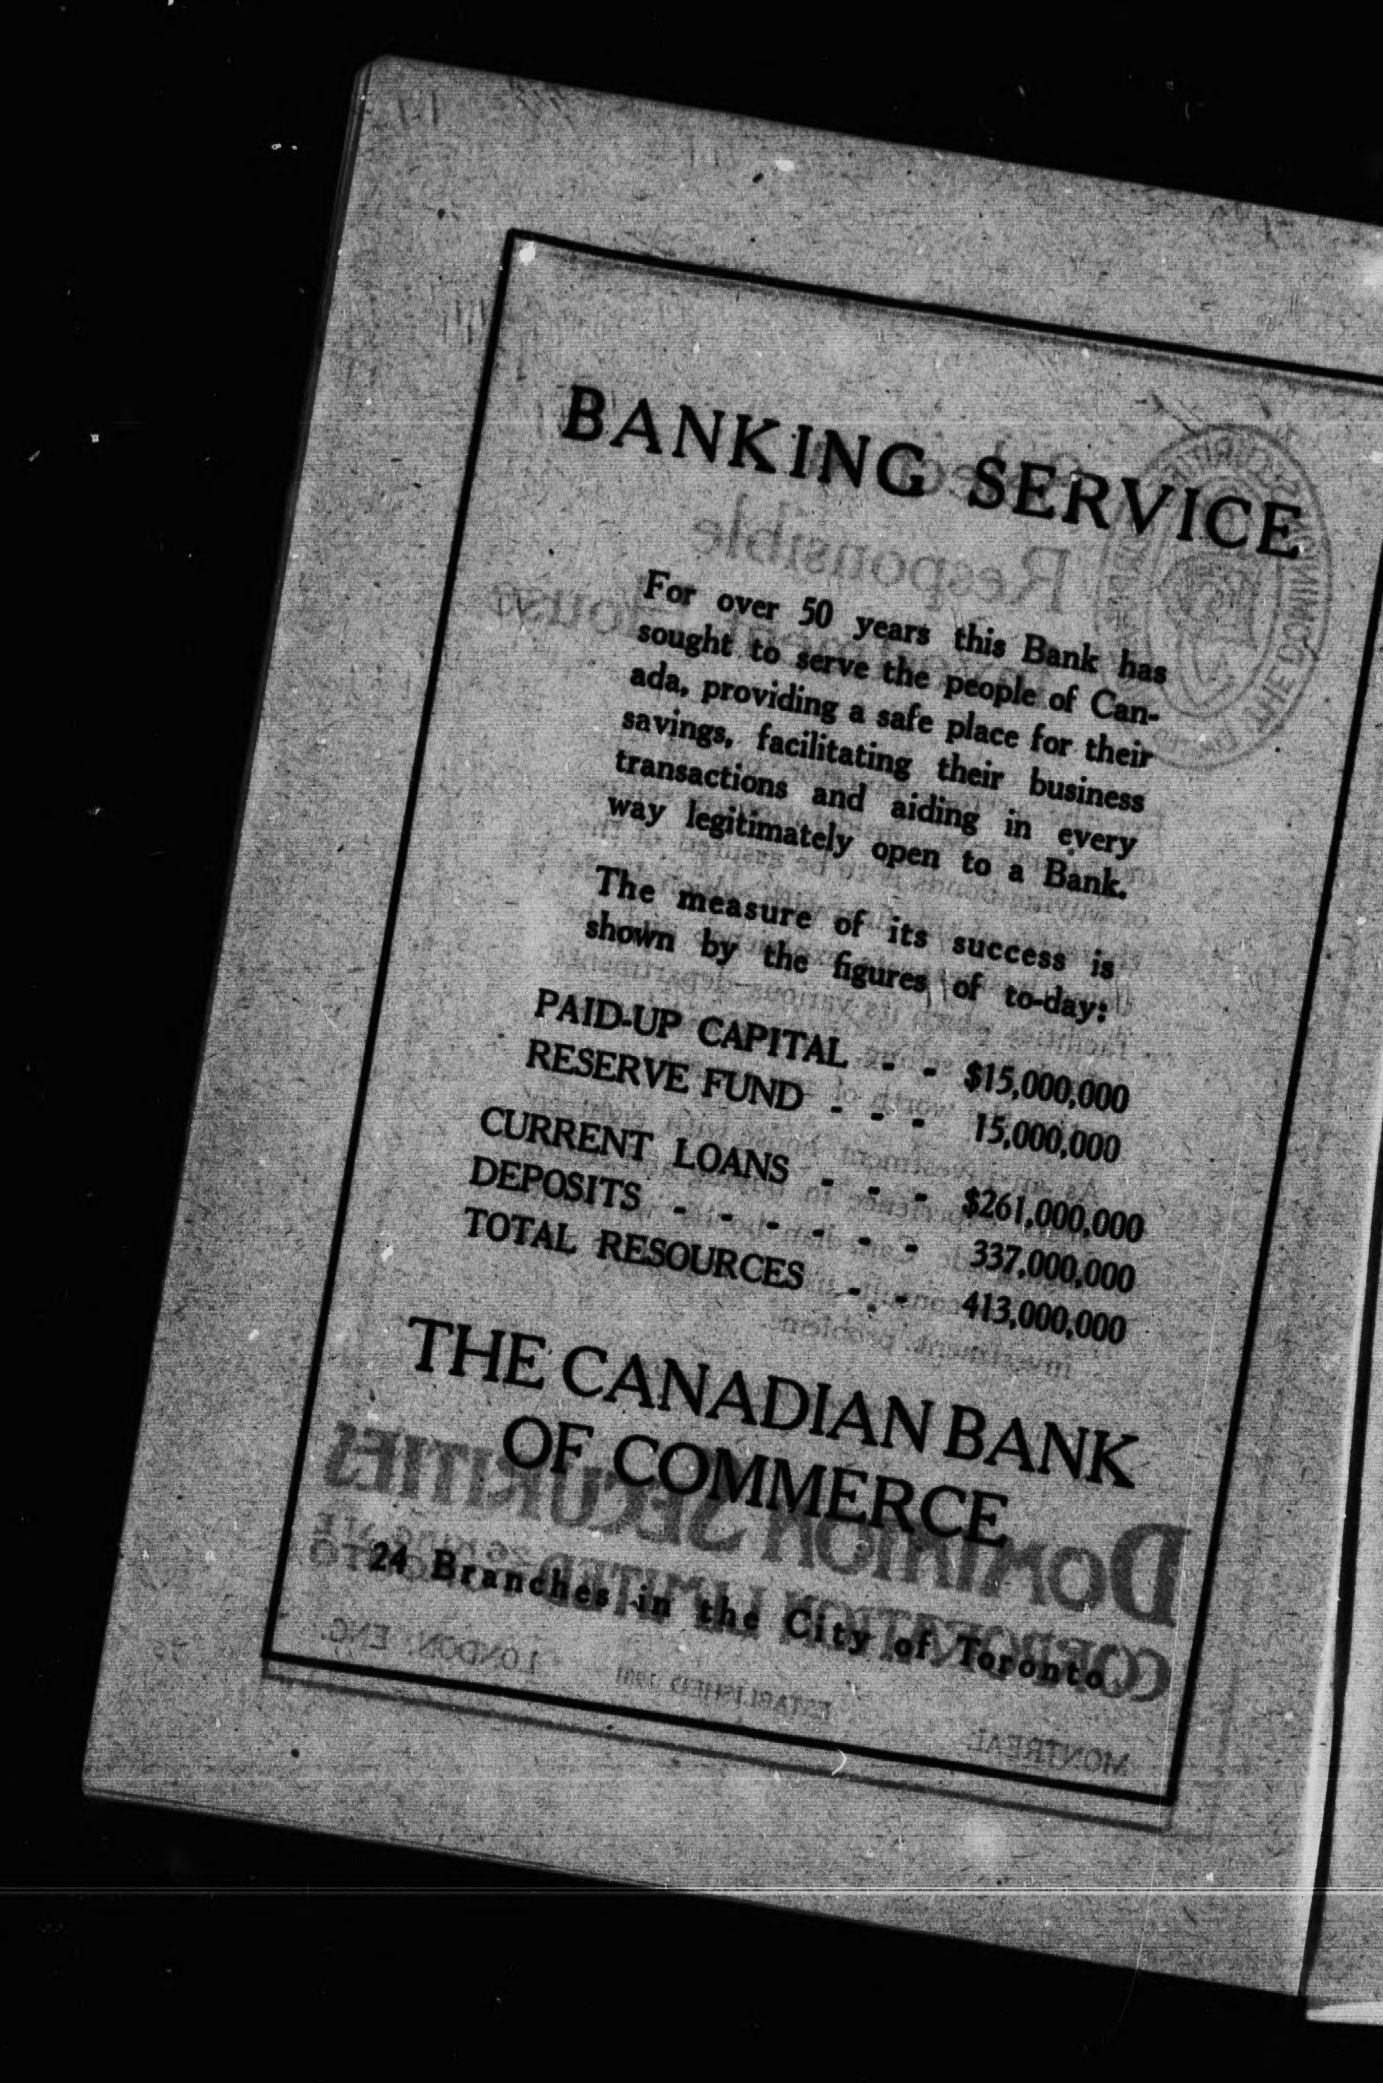 BANKING SERVICE
For over 50 years this Bank has
sought to serve the people of Can-
ada, providing a safe place for their
savings, facilitating their business
transactions and aiding in every
way legitimately open to a Bank.
The measure of its success is
shown by the figures of to-day:
PAID-UP CAPITAL - - $15,000,000
RESERVE FUND - - - 15,000,000
CURRENT LOANS - - - $261,000,000
DEPOSITS - - - - - - 337,000,000
TOTAL RESOURCES - - 413,000,000
THE CANADIAN BANK
OF COMMERCE
24 Branches in the City of Toronto